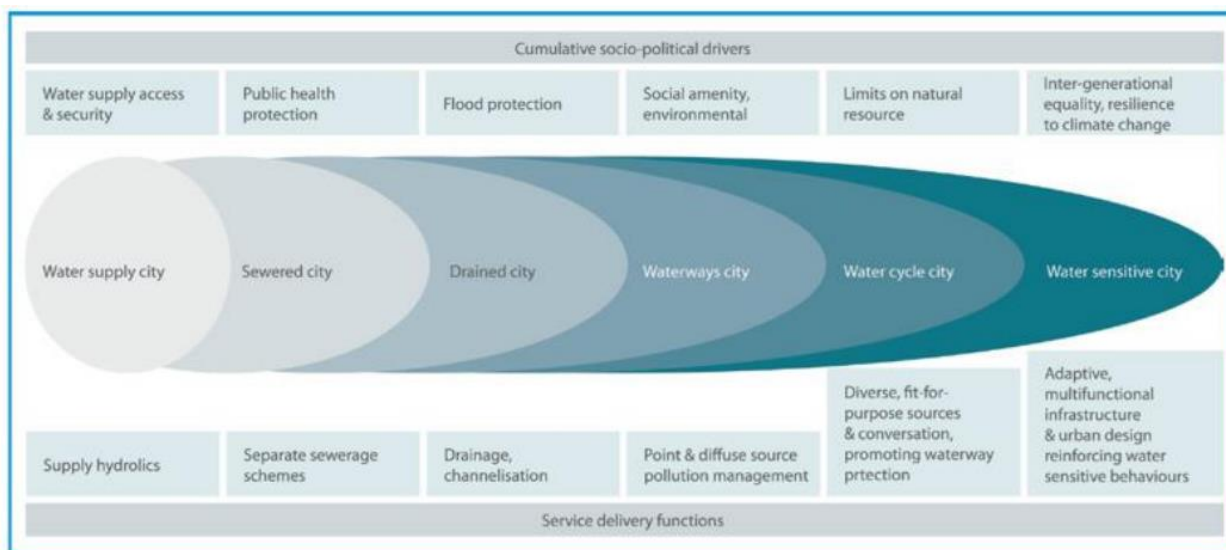 Cumulative socio-political drivers
Water supply access
& security
Public health
protection
Flood protection
Social amenity,
environmental
Limits on natural
resource
Inter-generational
equality, resilience
to climate change
Water supply city
Sewered city
Drained city
Waterways city
Water cycle city
Water sensitive city
Supply hydrolics
Separate sewerage
schemes
Drainage,
channelisation
Point & diffuse source
pollution management
Diverse, fit-for-
purpose sources
& conversation,
promoting waterway
prtection
Adaptive,
multifunctional
infrastructure
& urban design
reinforcing water
sensitive behaviours
Service delivery functions